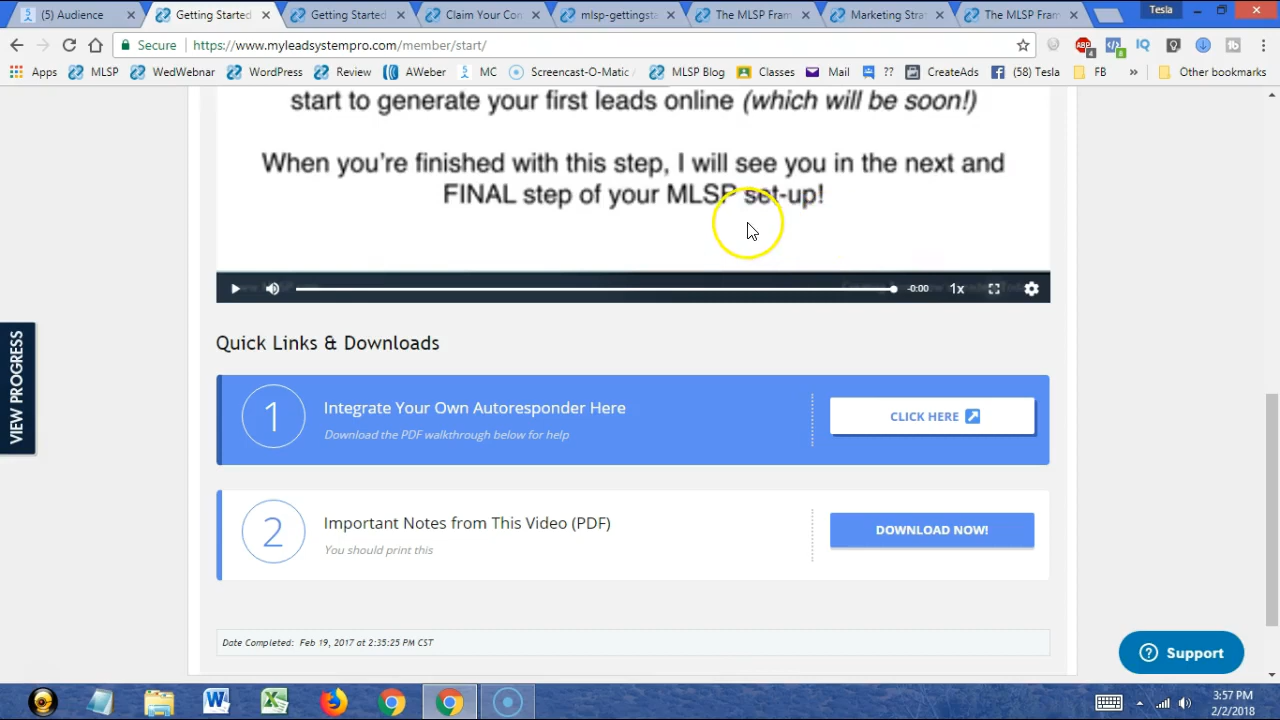 (5) Audience
Getting Started
Getting Started
Claim Your Con
mlsp-gettingsta
The MLSP Fram
Marketing Stra
The MLSP Fram
Tesla
Secure
https://www.myleadsystempro.com/member/start/
4
8
Apps
MLSP
WedWebnar
WordPress
Review
AWeber
MC
Screencast-O-Matic
MLSP Blog
Classes
Mail
??
CreateAds
(58) Tesla
FB
Other bookmarks
start to generate your first leads online (which will be soon!)
When you're finished with this step, I will see you in the next and
FINAL step of your MLSP set-up!
-0:00
1x
VIEW PROGRESS
Quick Links & Downloads
1
Integrate Your Own Autoresponder Here
Download the PDF walkthrough below for help
CLICK HERE
2
Important Notes from This Video (PDF)
You should print this
DOWNLOAD NOW!
Date Completed: Feb 19, 2017 at 2:35:25 PM CST
Support
3:57 PM
2/2/2018